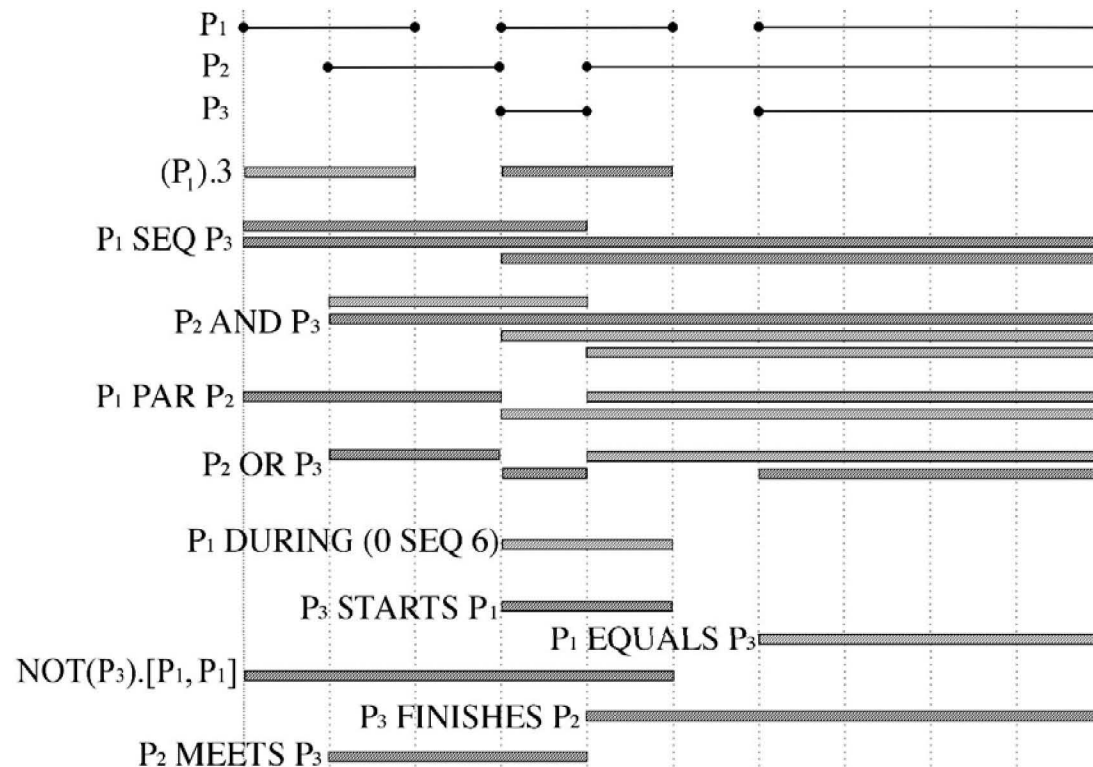 P₁
P₂
P₃
(P₁).3
P₁ SEQ P₃
P₂ AND P₃
P₁ PAR P₂
P₂ OR P₃
P₁ DURING (0 SEQ 6)
P₃ STARTS P₁
P₁ EQUALS P₃
NOT(P₃).[P₁, P₁]
P₃ FINISHES P₂
P₂ MEETS P₃